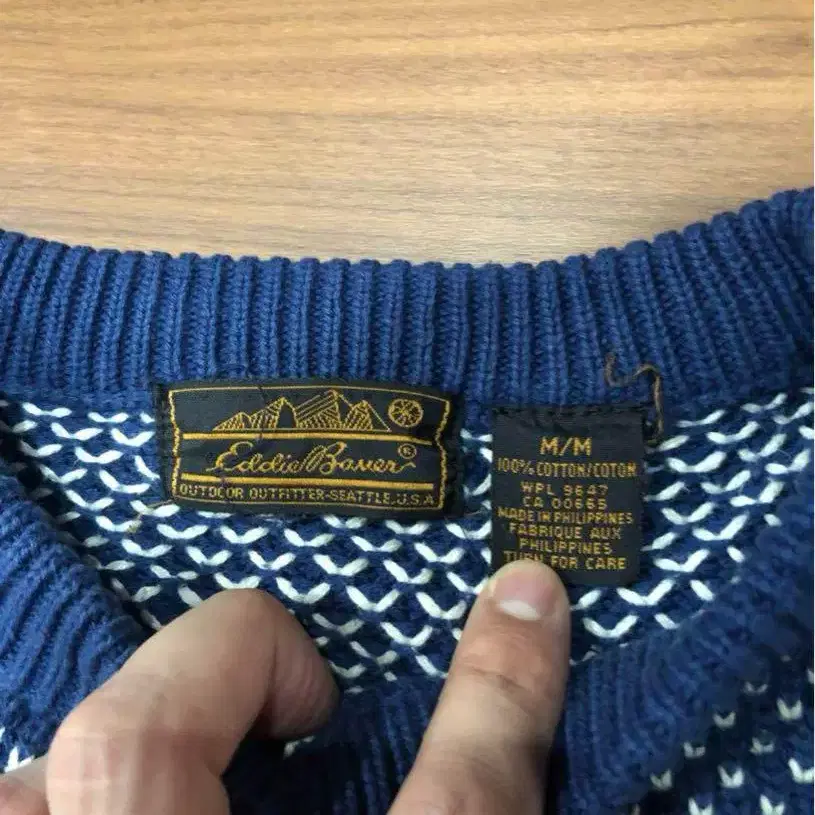 Eddie Bauer®
OUTDOOR OUTFITTER-SEATTLE.U.S.A
M/M
100% COTTON/COTON
WPL 9647
CA 00665
MADE IN PHILIPPINES
FABRIQUE AUX
PHILIPPINES
TURN FOR CARE